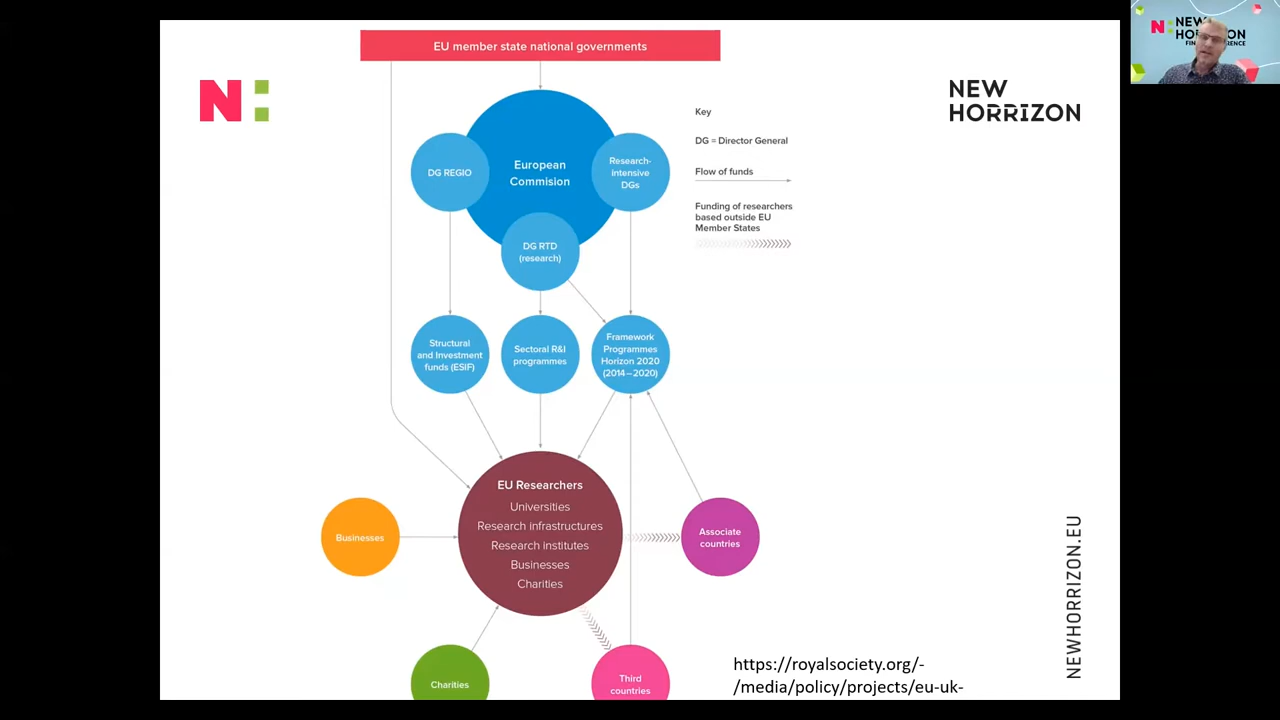 EU member state national governments
N:
NEW
HORRIZON
NEW
HORRIZON
European
Commision
DG REGIO
Research-
intensive
DGs
DG RTD
(research)
Key
DG = Director General
Flow of funds
Funding of researchers
based outside EU
Member States
Structural
and Investment
funds (ESIF)
Sectoral R&I
programmes
Framework
Programmes
Horizon 2020
(2014–2020)
EU Researchers
Universities
Research infrastructures
Research institutes
Businesses
Charities
Businesses
Associate
countries
Charities
Third
countries
https://royalsociety.org/-
/media/policy/projects/eu-uk-
NEWHORRIZON.EU